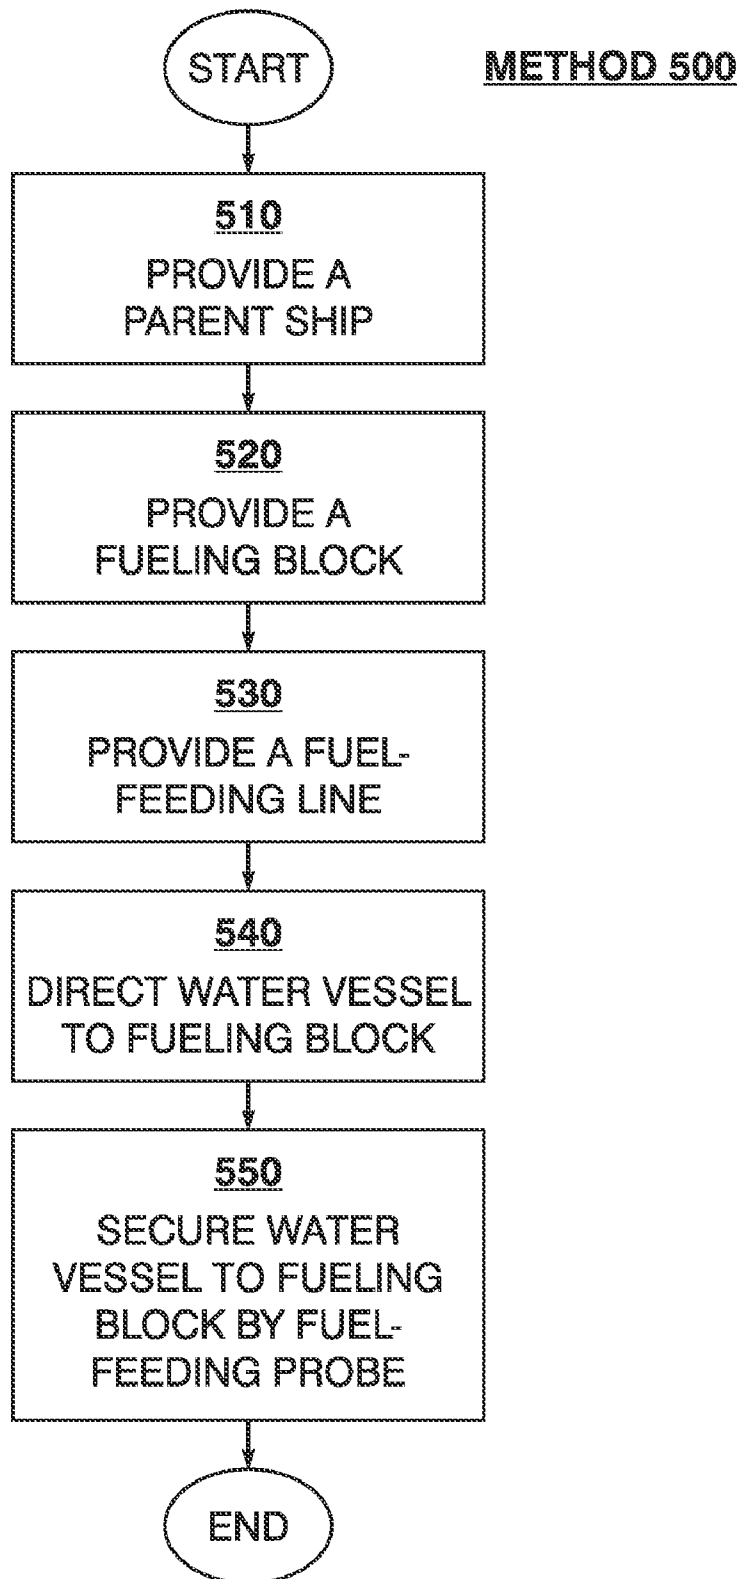 START
METHOD 500
510
PROVIDE A
PARENT SHIP
520
PROVIDE A
FUELING BLOCK
530
PROVIDE A FUEL-
FEEDING LINE
540
DIRECT WATER VESSEL
TO FUELING BLOCK
550
SECURE WATER
VESSEL TO FUELING
BLOCK BY FUEL-
FEEDING PROBE
END